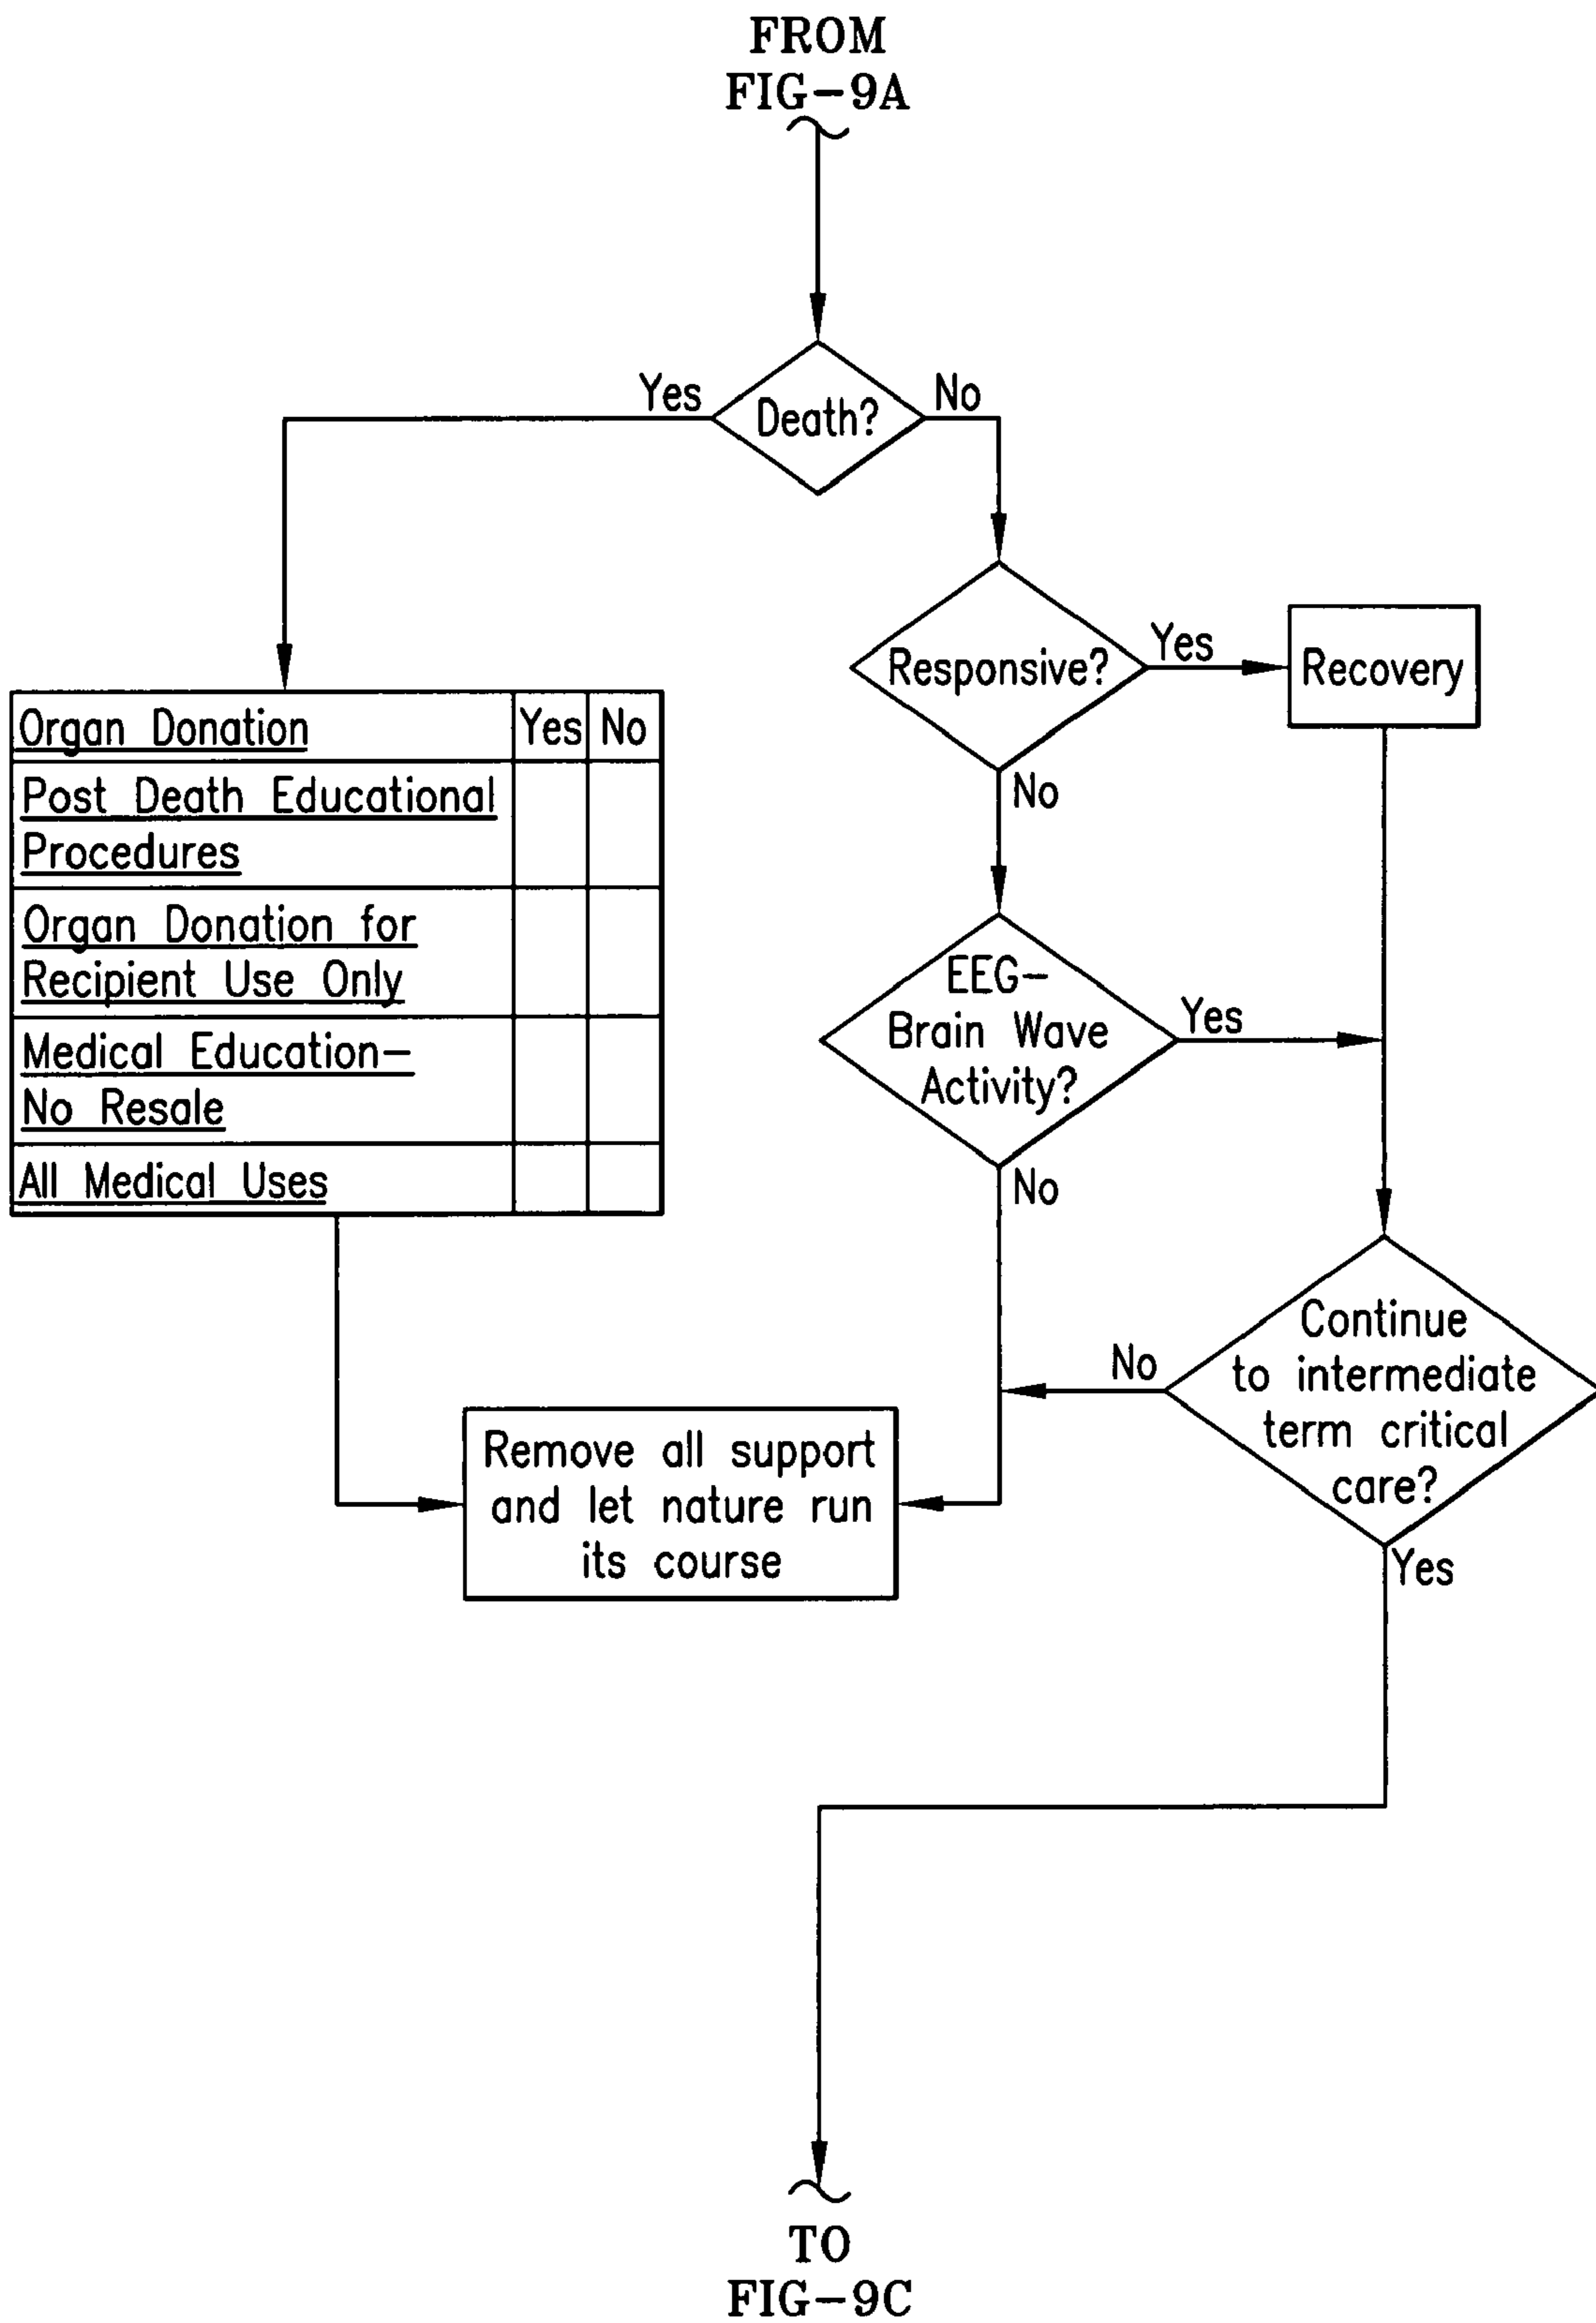 FROM
FIG-9A
Yes
Death?
No
Responsive?
Yes
Recovery
No
Organ Donation Yes No
Post Death Educational
Procedures
Organ Donation for
Recipient Use Only
Medical Education-
No Resale
All Medical Uses
EEG-
Brain Wave
Activity?
Yes
No
Continue
to intermediate
term critical
care?
No
Yes
Remove all support
and let nature run
its course
TO
FIG-9C